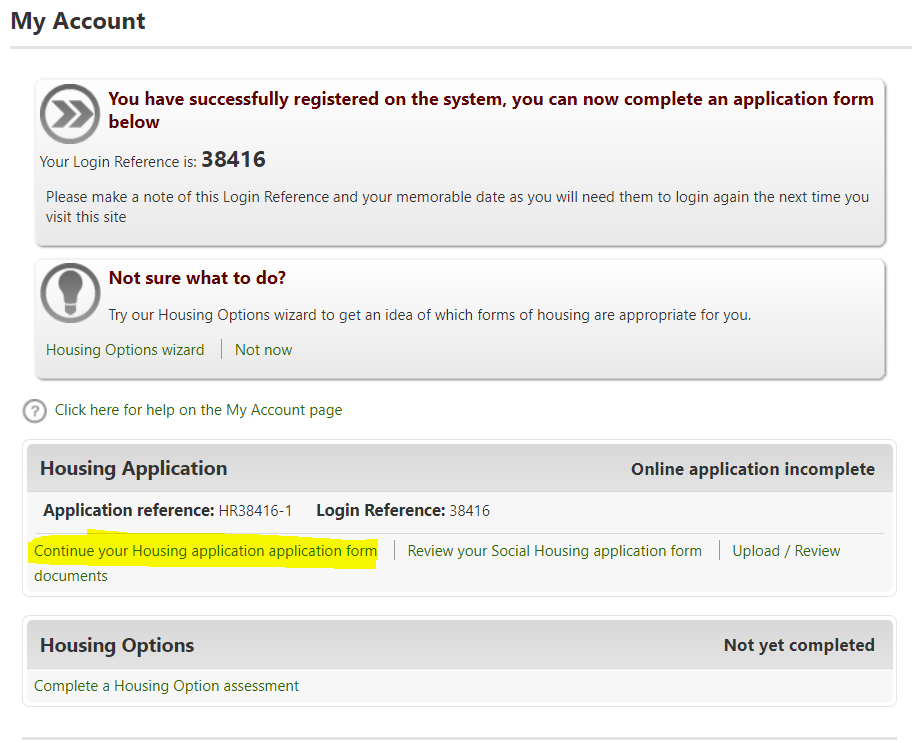 My Account
You have successfully registered on the system, you can now complete an application form
below
Your Login Reference is: 38416
Please make a note of this Login Reference and your memorable date as you will need them to login again the next time you
visit this site
Not sure what to do?
Try our Housing Options wizard to get an idea of which forms of housing are appropriate for you.
Housing Options wizard Not now
? Click here for help on the My Account page
Housing Application Online application incomplete
Application reference: HR38416-1 Login Reference: 38416
Continue your Housing application application form Review your Social Housing application form Upload / Review
documents
Housing Options Not yet completed
Complete a Housing Option assessment